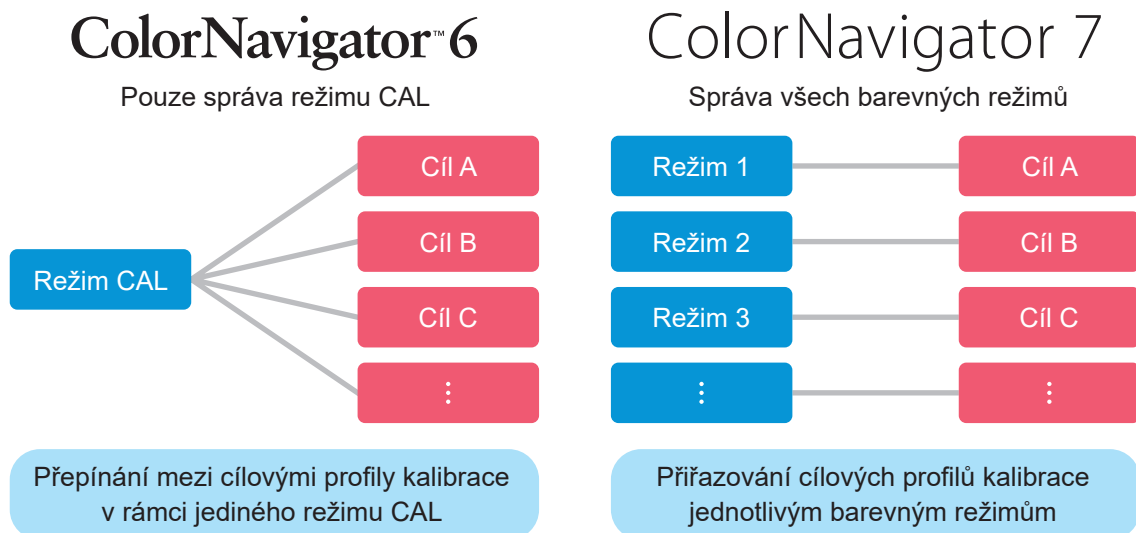 ColorNavigator™ 6
Pouze správa režimu CAL
Režim CAL
Cíl A
Cíl B
Cíl C
⋮
Přepínání mezi cílovými profily kalibrace
v rámci jediného režimu CAL
ColorNavigator 7
Správa všech barevných režimů
Režim 1
Cíl A
Režim 2
Cíl B
Režim 3
Cíl C
⋮
⋮
Přiřazování cílových profilů kalibrace
jednotlivým barevným režimům